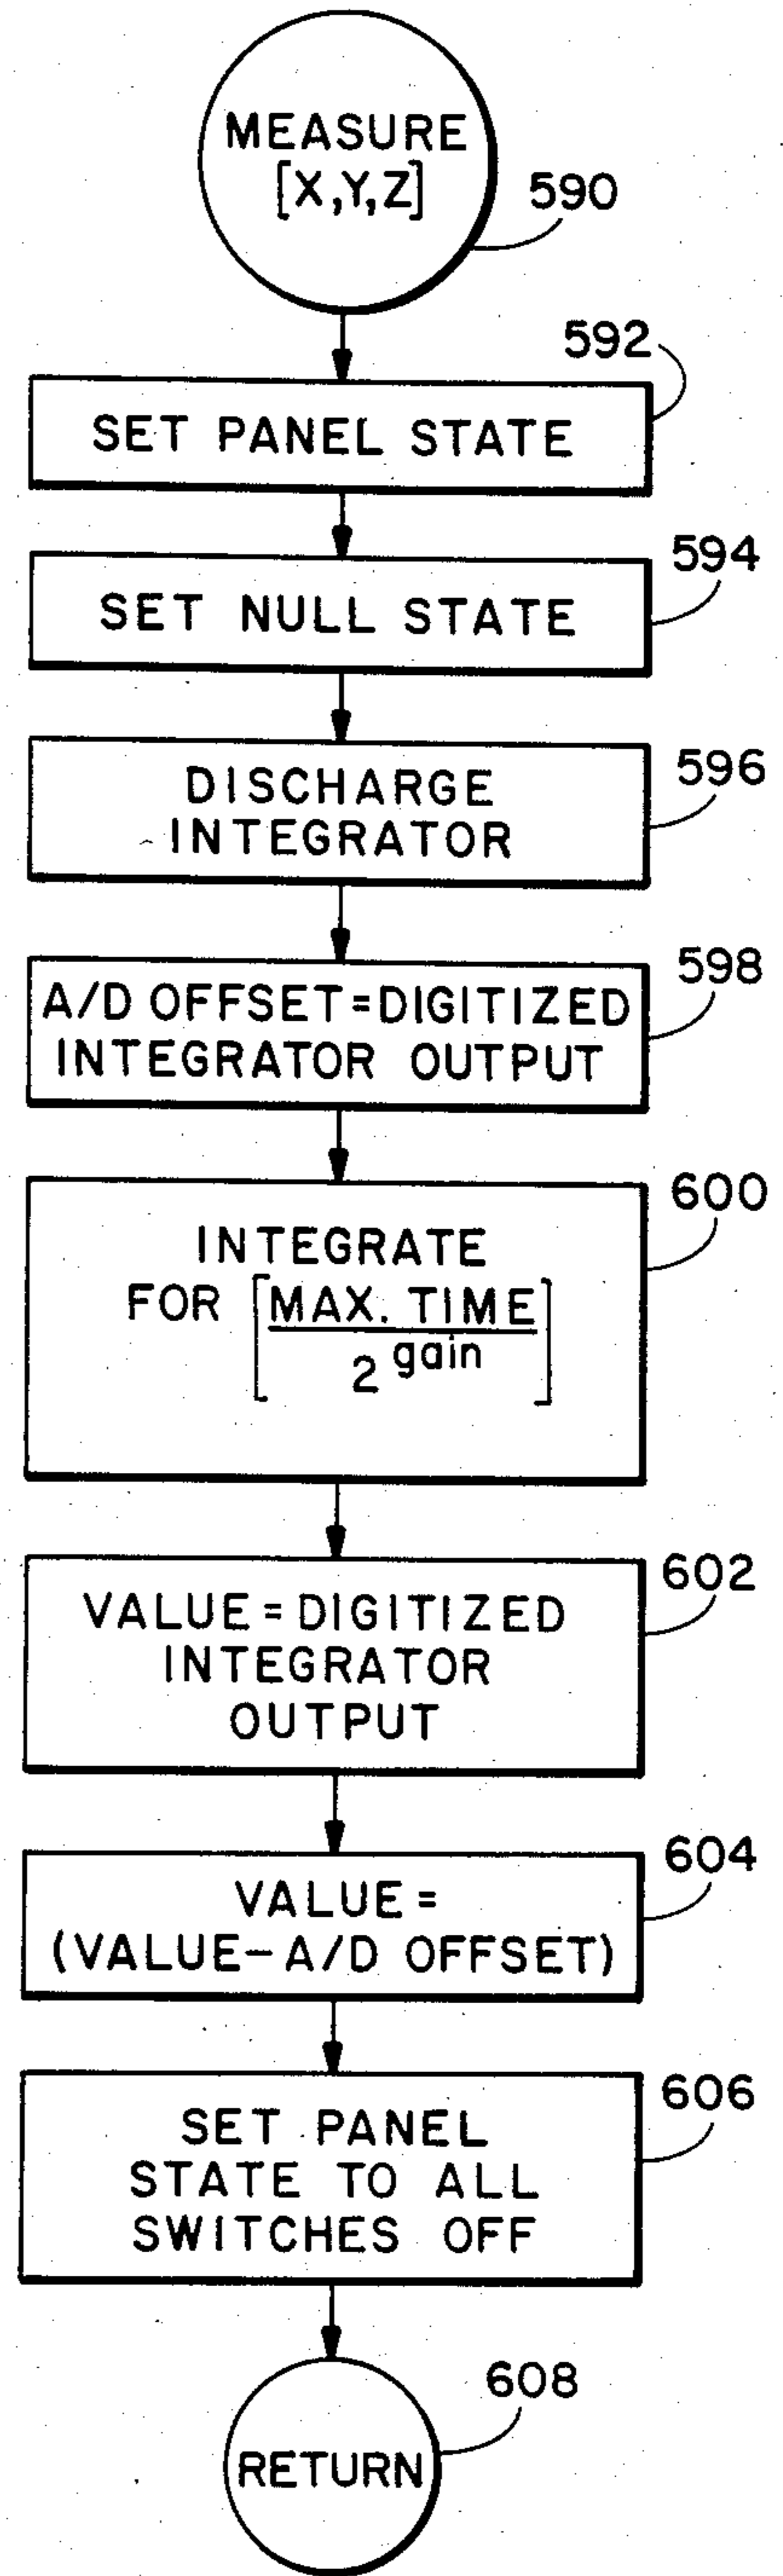 MEASURE
[X,Y,Z]
590
592
SET PANEL STATE
594
SET NULL STATE
596
DISCHARGE
INTEGRATOR
598
A/D OFFSET=DIGITIZED
INTEGRATOR OUTPUT
600
INTEGRATE
FOR [MAX. TIME
2 gain]
602
VALUE=DIGITIZED
INTEGRATOR
OUTPUT
604
VALUE=
(VALUE-A/D OFFSET)
606
SET PANEL
STATE TO ALL
SWITCHES OFF
608
RETURN